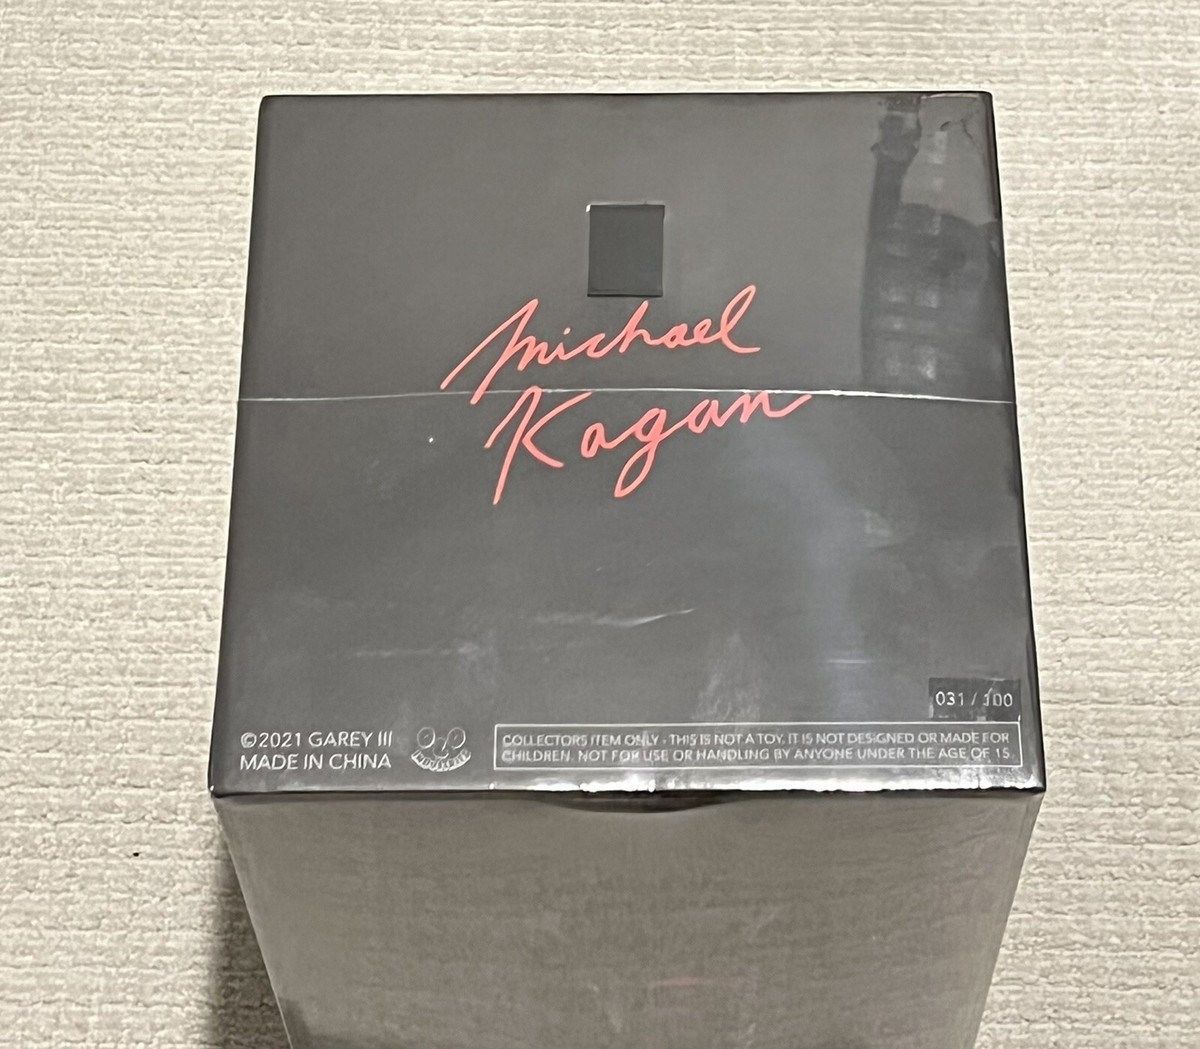 Michael
Kagan
031 / 100
©2021 GAREY III
MADE IN CHINA
COLLECTORS ITEM ONLY - THIS IS NOT A TOY. IT IS NOT DESIGNED OR MADE FOR
CHILDREN. NOT FOR USE OR HANDLING BY ANYONE UNDER THE AGE OF 15.